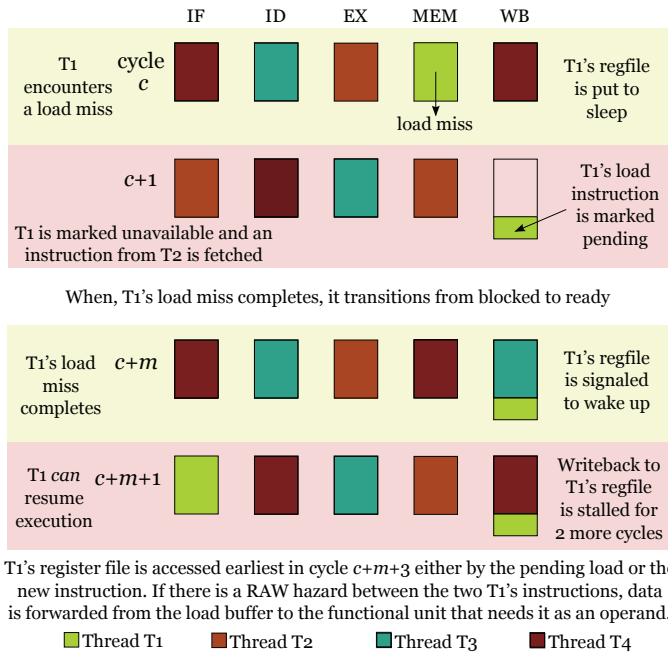 IF ID EX MEM WB
T1 encounters a load miss
cycle c
load miss
T1's regfile is put to sleep
c+1
T1 is marked unavailable and an
instruction from T2 is fetched
T1's load instruction is marked pending
When, T1's load miss completes, it transitions from blocked to ready
T1's load miss completes
c+m
T1's regfile is signaled to wake up
T1 can resume execution
c+m+1
Writeback to T1's regfile is stalled for 2 more cycles
T1's register file is accessed earliest in cycle c+m+3 either by the pending load or the
new instruction. If there is a RAW hazard between the two T1's instructions, data
is forwarded from the load buffer to the functional unit that needs it as an operand.
Thread T1 Thread T2 Thread T3 Thread T4